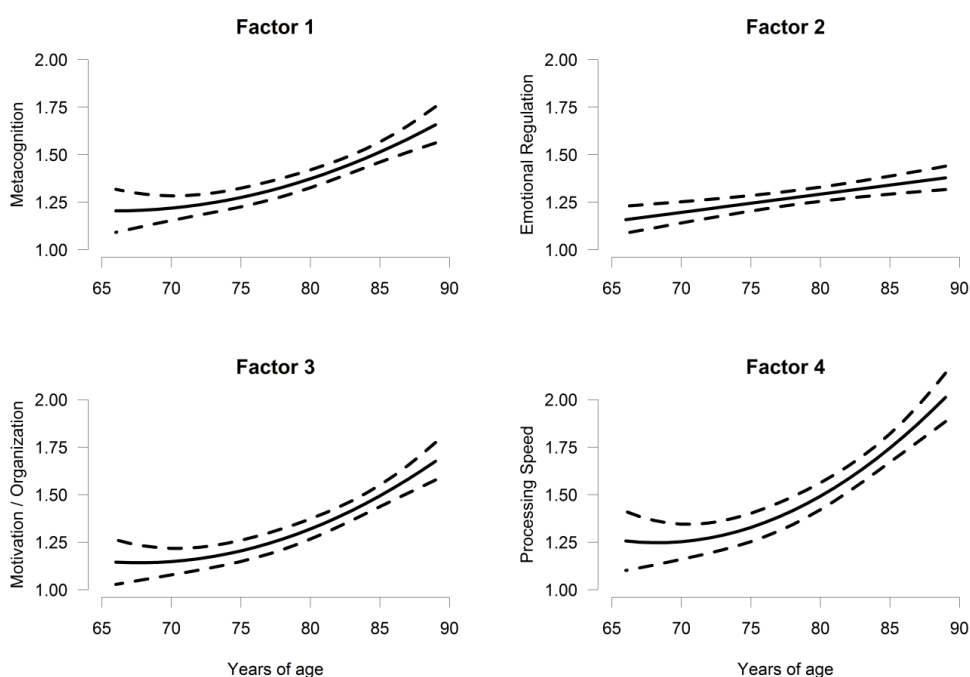 Factor 1
Metacognition
2.00
1.75
1.50
1.25
1.00
65 70 75 80 85 90
Factor 2
Emotional Regulation
2.00
1.75
1.50
1.25
1.00
65 70 75 80 85 90
Factor 3
Motivation / Organization
2.00
1.75
1.50
1.25
1.00
65 70 75 80 85 90
Years of age
Factor 4
Processing Speed
2.00
1.75
1.50
1.25
1.00
65 70 75 80 85 90
Years of age